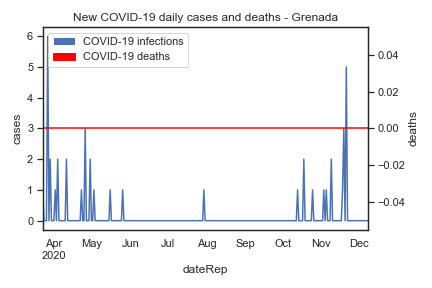 New COVID-19 daily cases and deaths - Grenada
COVID-19 infections
COVID-19 deaths
6
5
4
3
2
1
0
cases
0.04
0.02
0.00
−0.02
−0.04
deaths
Apr May Jun Jul Aug Sep Oct Nov Dec
2020
dateRep